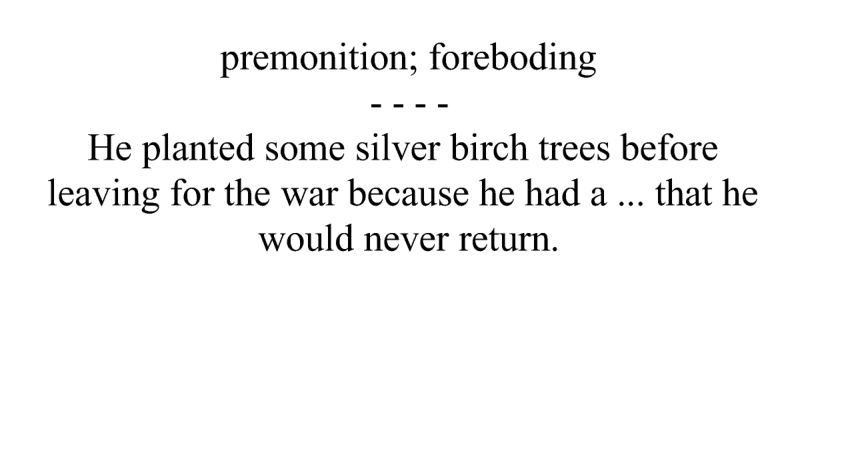 premonition; foreboding
- - - -
He planted some silver birch trees before
leaving for the war because he had a ... that he
would never return.